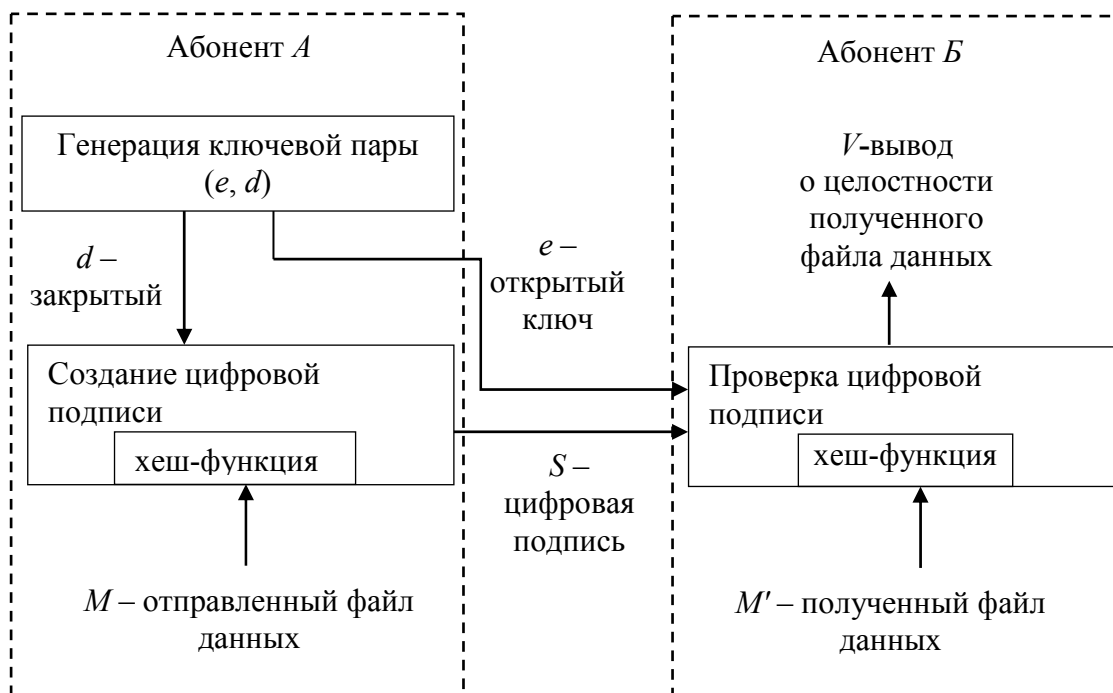 Абонент А
Генерация ключевой пары
(e, d)
d –
закрытый
e –
открытый
ключ
Создание цифровой
подписи
хеш-функция
S –
цифровая
подпись
M – отправленный файл
данных
Абонент Б
V-вывод
о целостности
полученного
файла данных
Проверка цифровой
подписи
хеш-функция
M' – полученный файл
данных